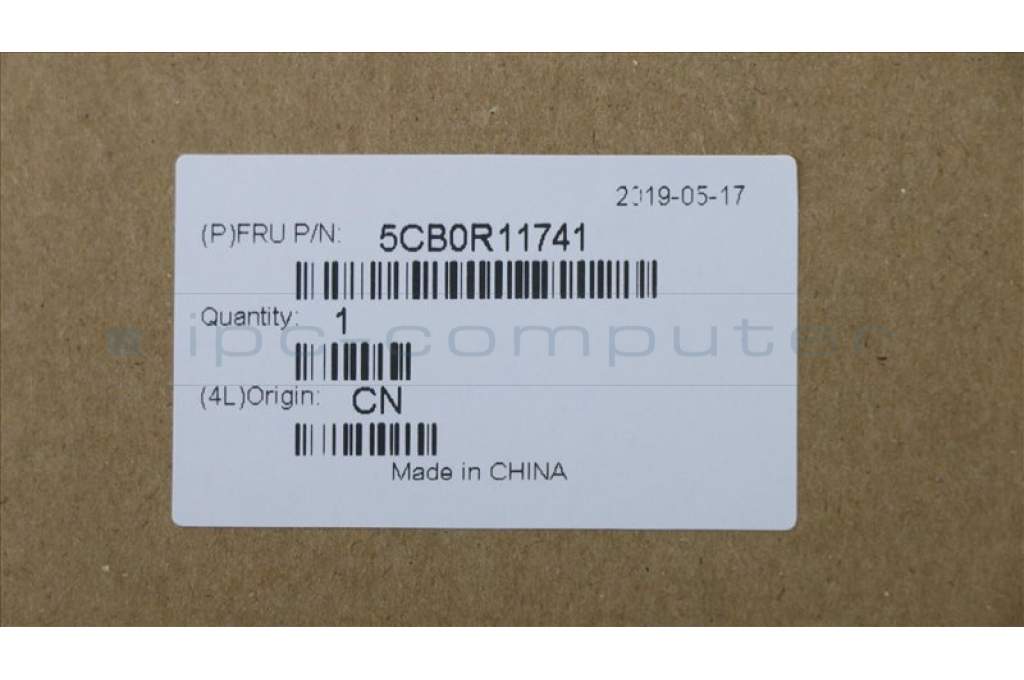 2019-05-17
(P)FRU P/N: 5CB0R11741
Quantity: 1
ipc-computer
(4L)Origin: CN
Made in CHINA